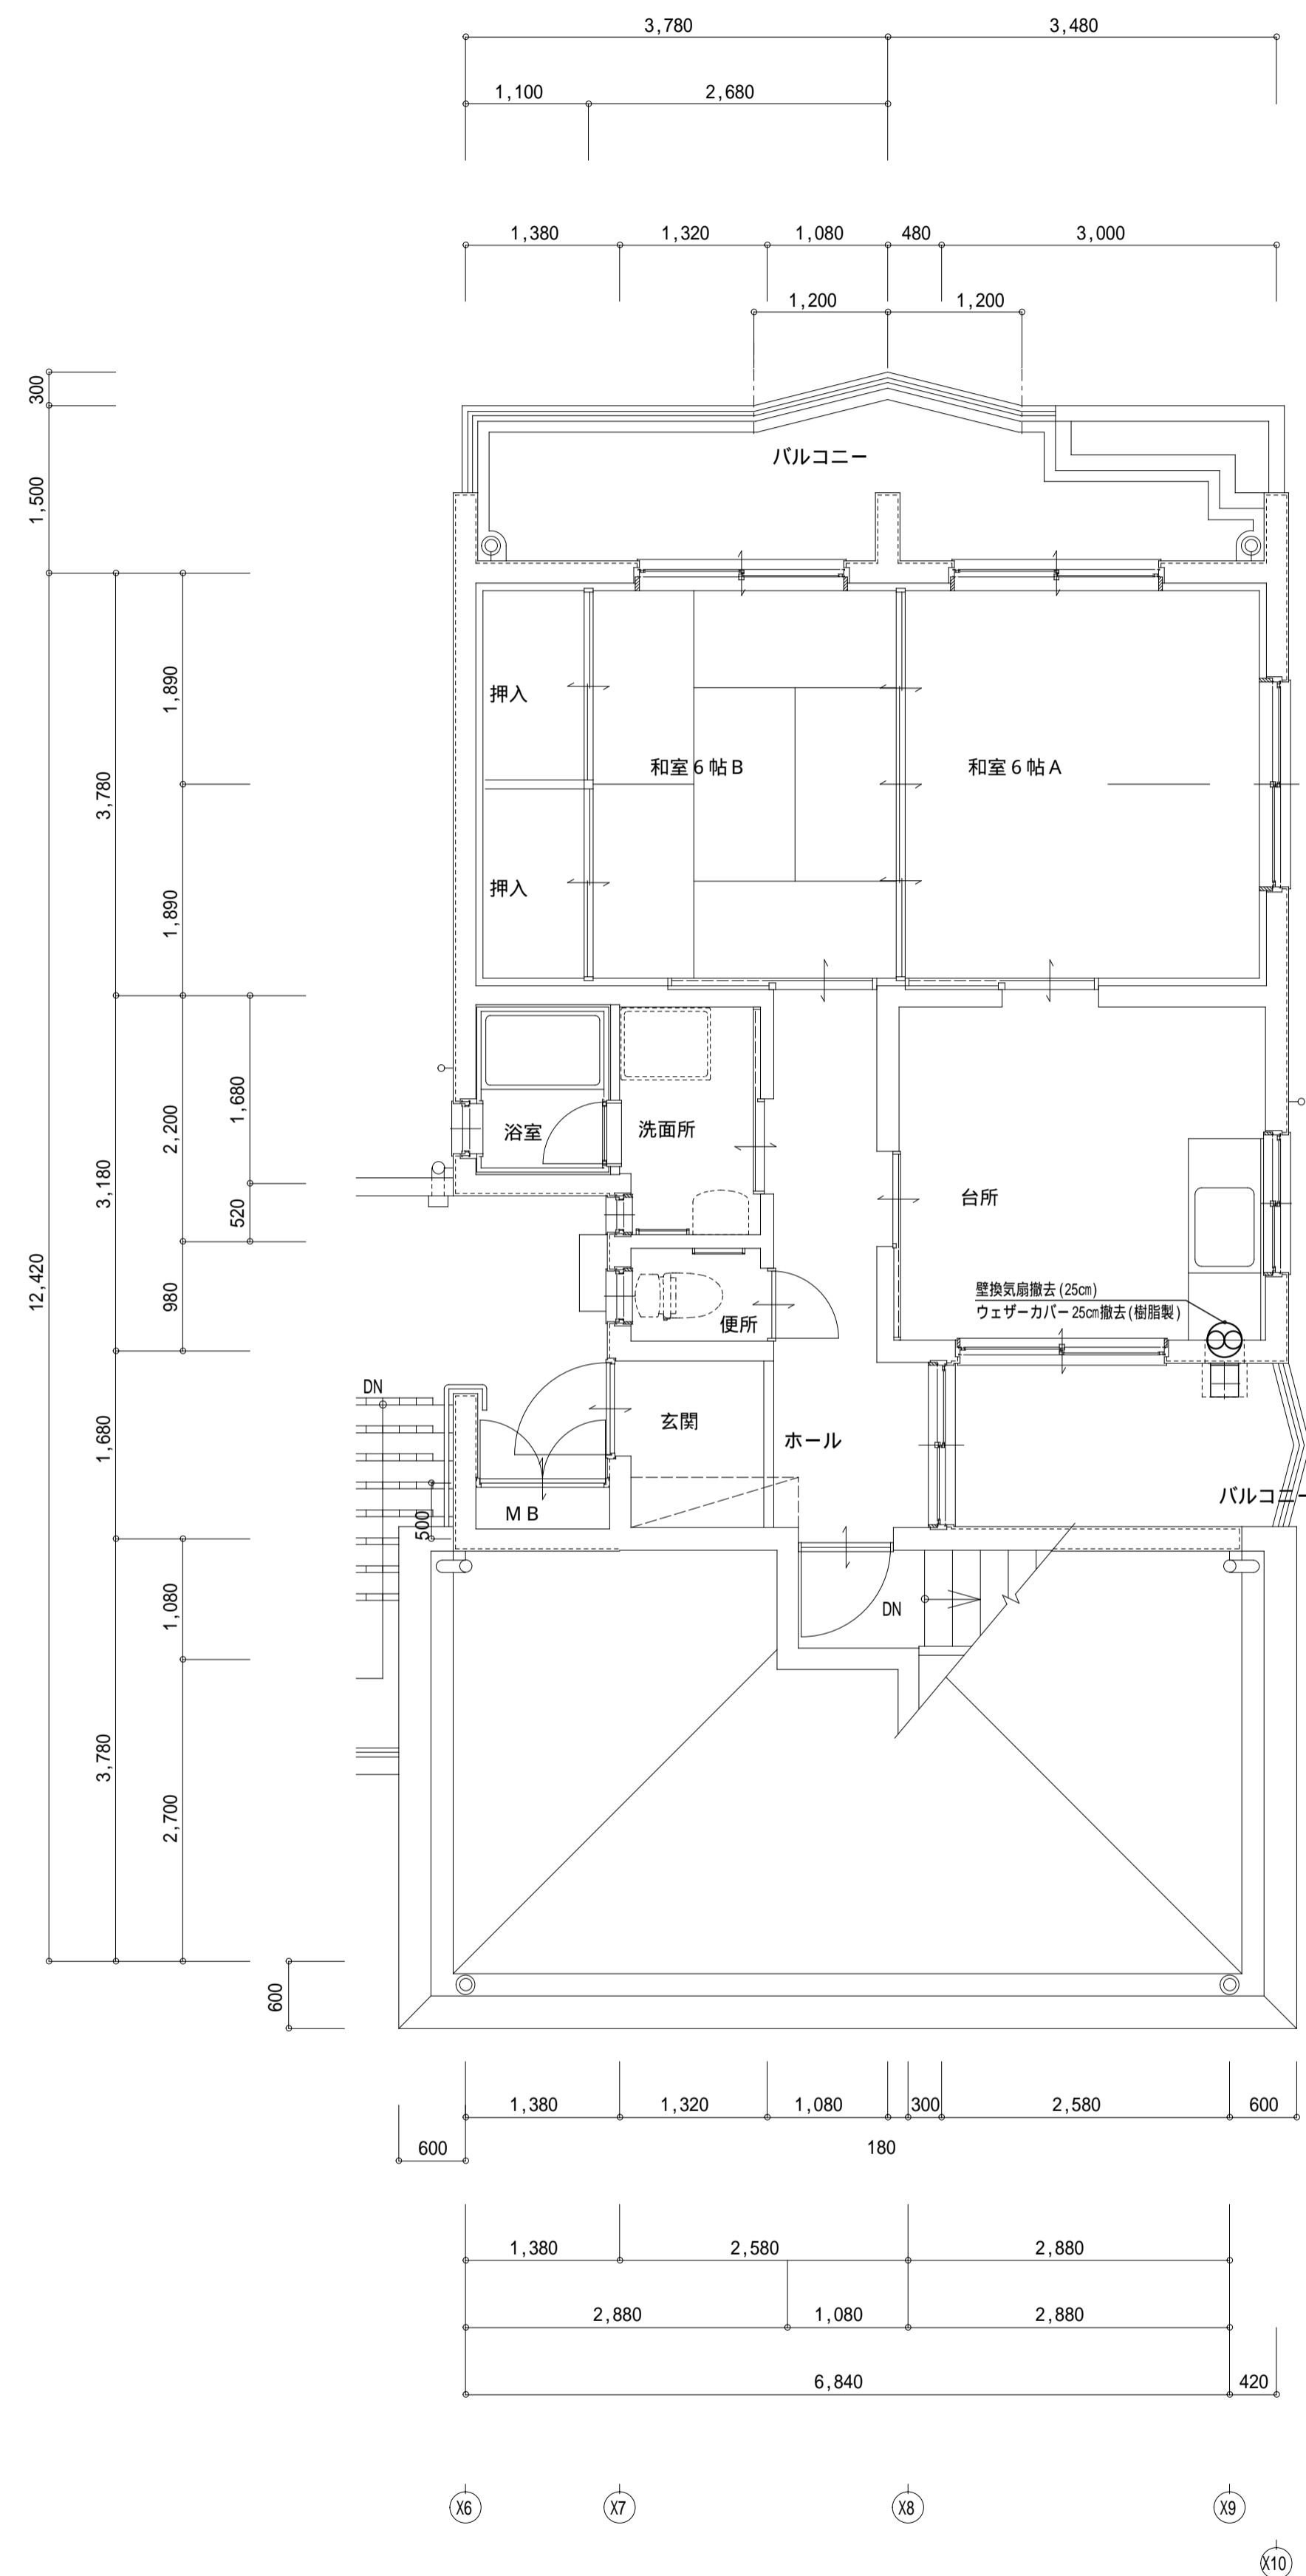 3,780 3,480
1,100 2,680
1,380 1,320 1,080 480 3,000
1,200 1,200
300
1,500
バルコニー
1,890
押入
和室6帖B 和室6帖A
3,780
押入
1,890
1,680
2,200
浴室 洗面所
3,180
520
台所
12,420
980
壁換気扇撤去(25㎝)
ウェザーカバー25㎝撤去(樹脂製)
便所
DN
玄関
ホール
1,680
バルコニー
MB
500
1,080
DN
3,780
2,700
600
1,380 1,320 1,080 300 2,580 600
600 180
1,380 2,580 2,880
2,880 1,080 2,880
6,840 420
X6 X7 X8 X9
X10